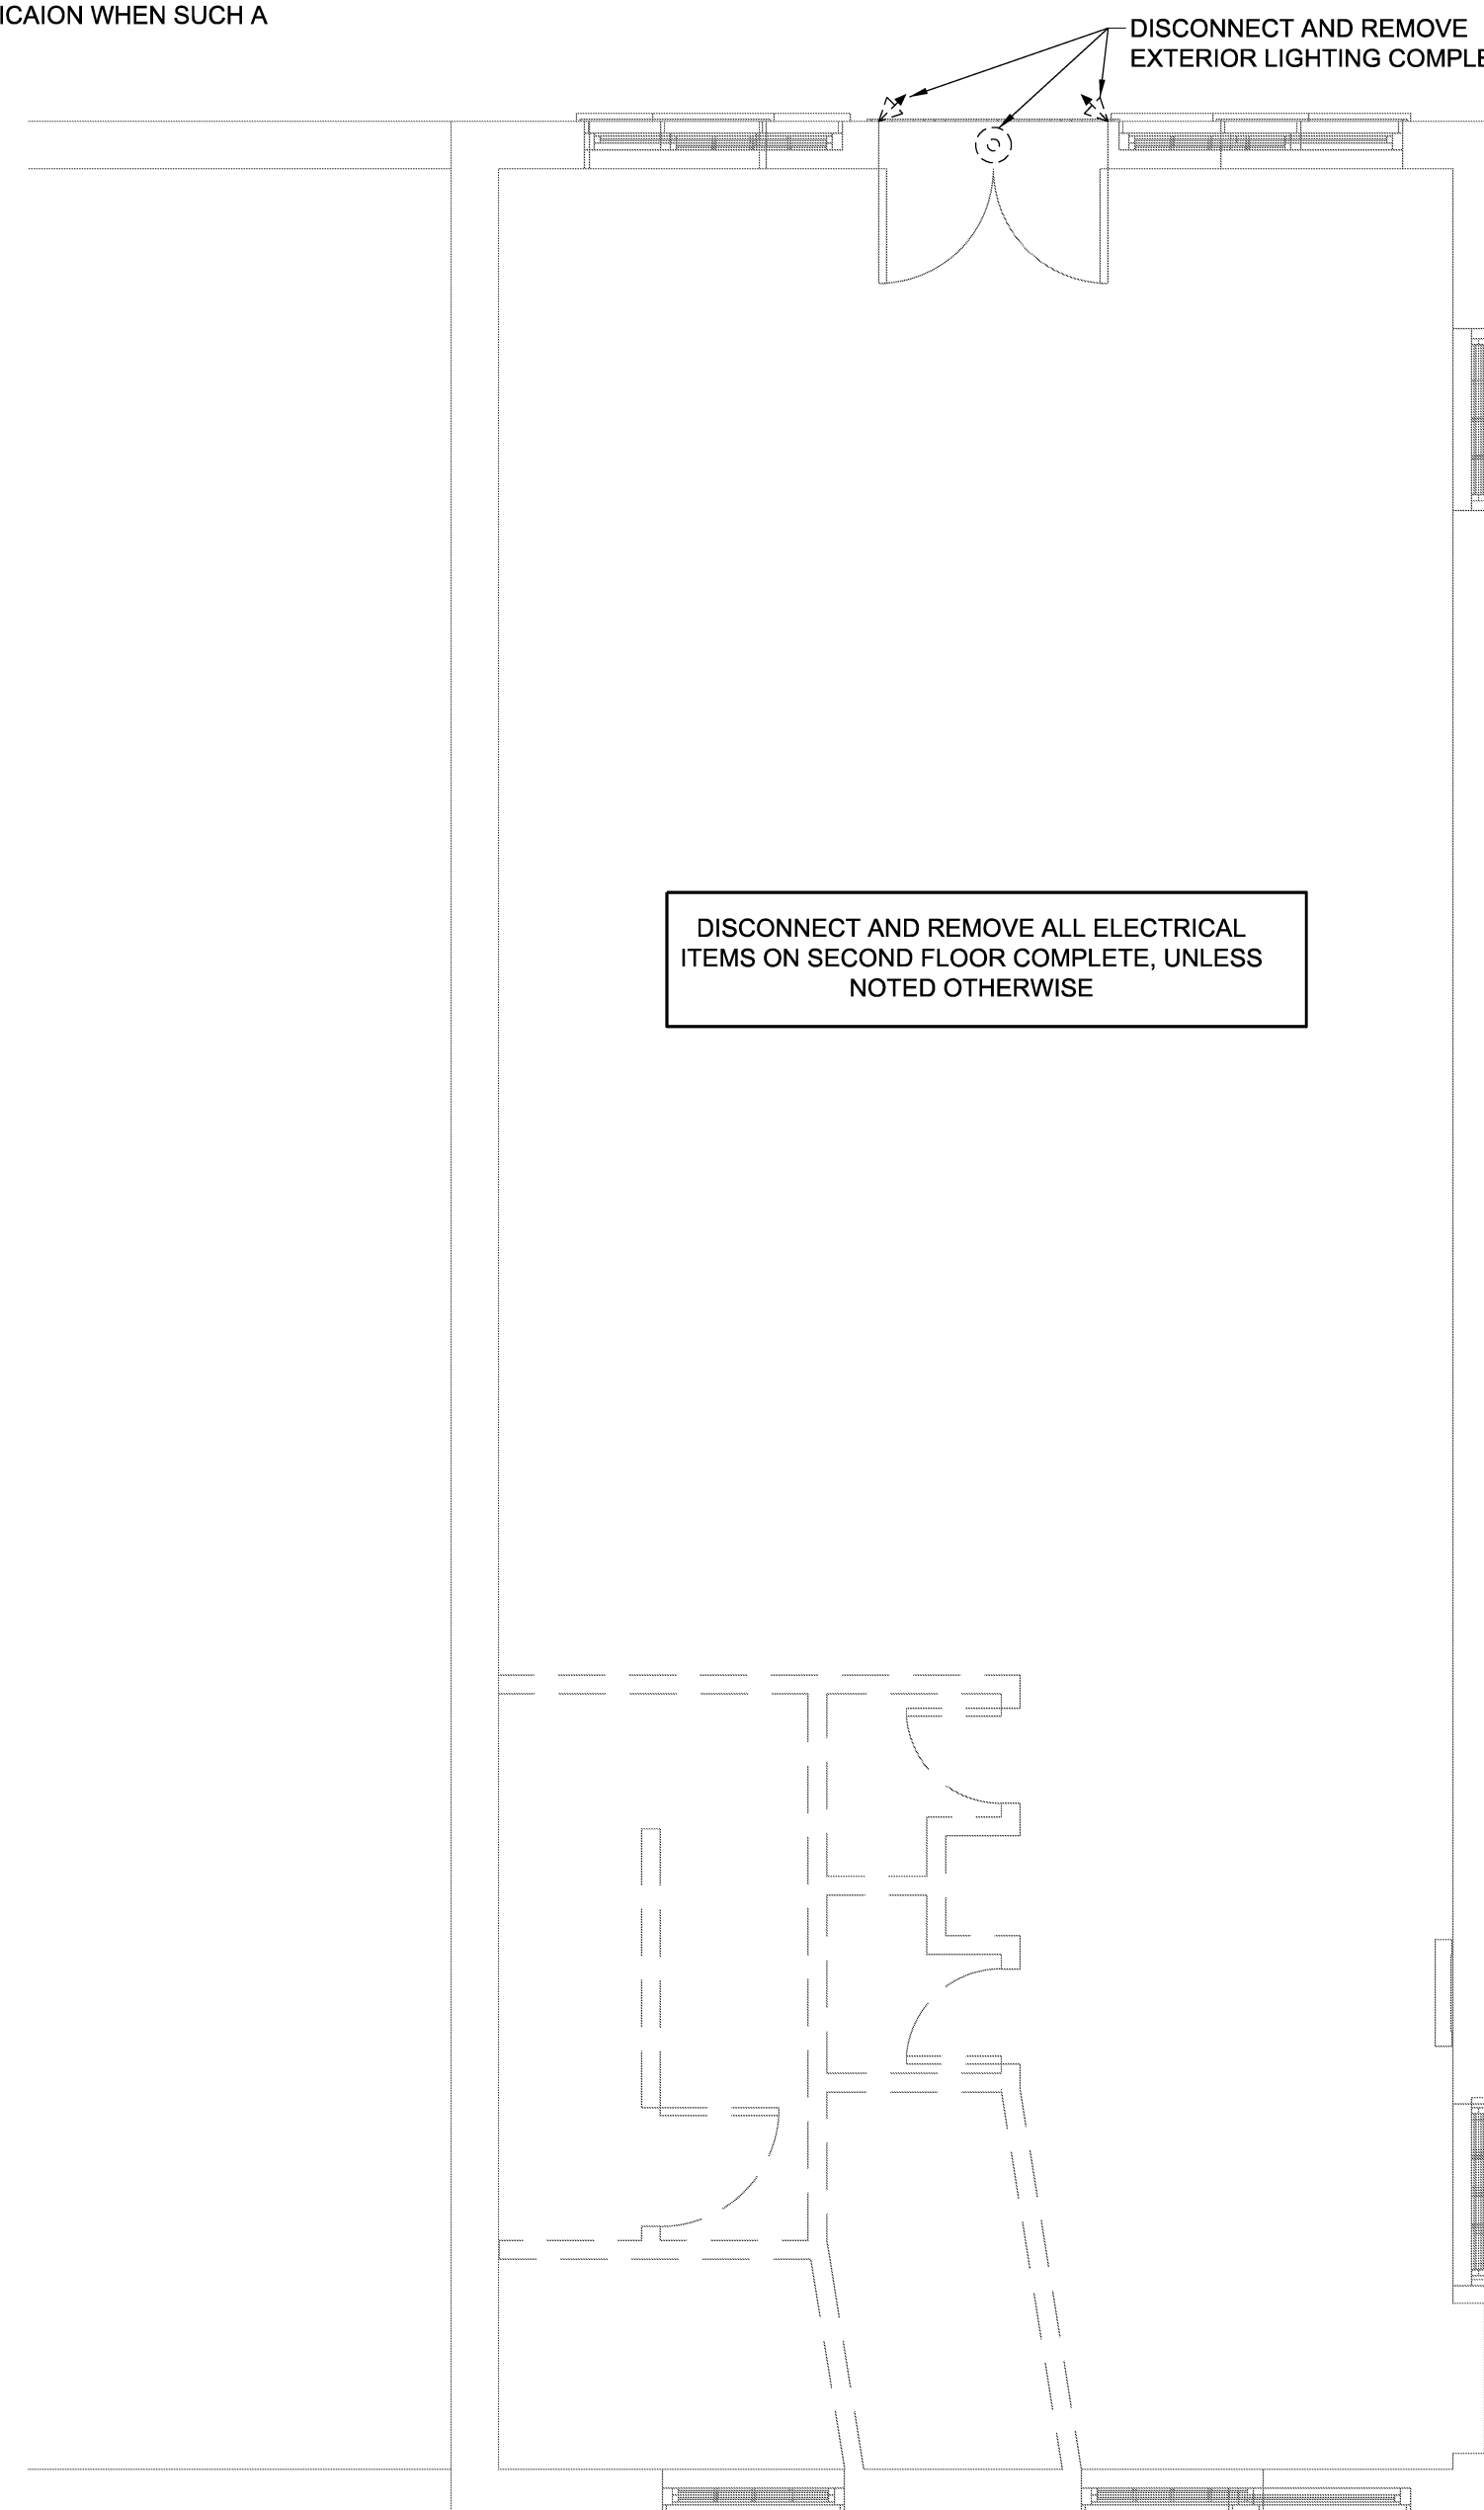 ICAION WHEN SUCH A
DISCONNECT AND REMOVE
EXTERIOR LIGHTING COMPLE
DISCONNECT AND REMOVE ALL ELECTRICAL
ITEMS ON SECOND FLOOR COMPLETE, UNLESS
NOTED OTHERWISE